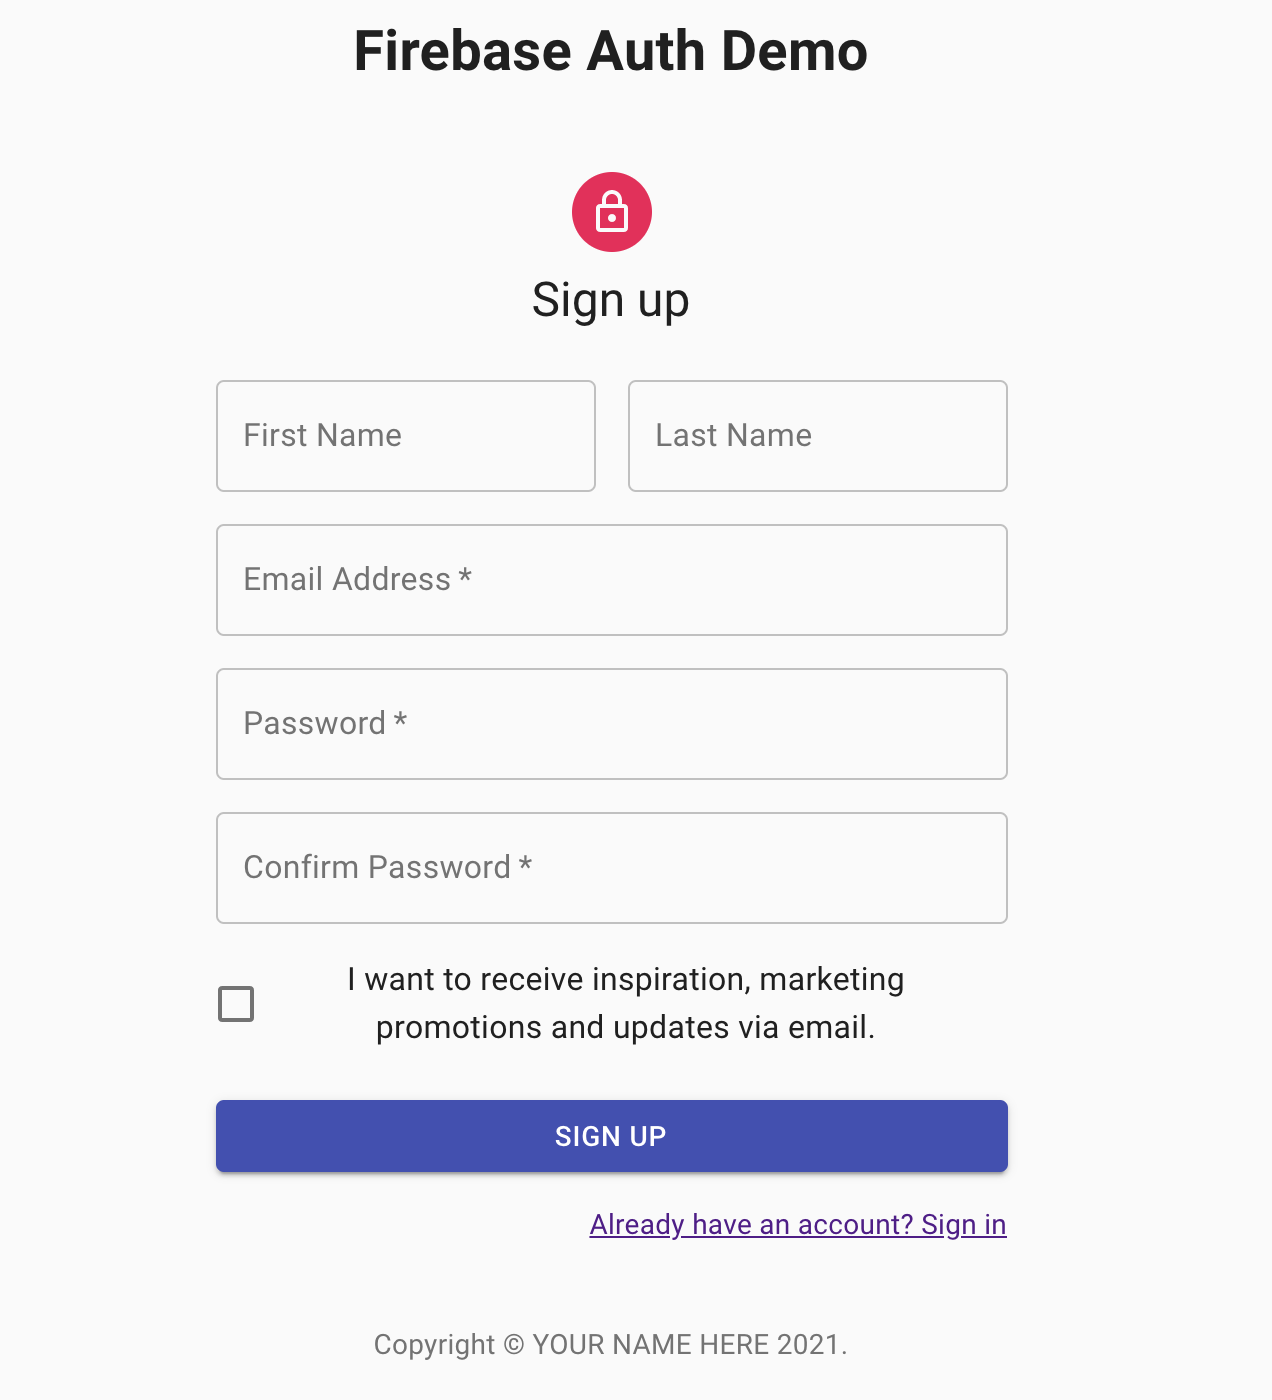 Firebase Auth Demo
Sign up
First Name
Last Name
Email Address *
Password *
Confirm Password *
I want to receive inspiration, marketing
promotions and updates via email.
SIGN UP
Already have an account? Sign in
Copyright © YOUR NAME HERE 2021.